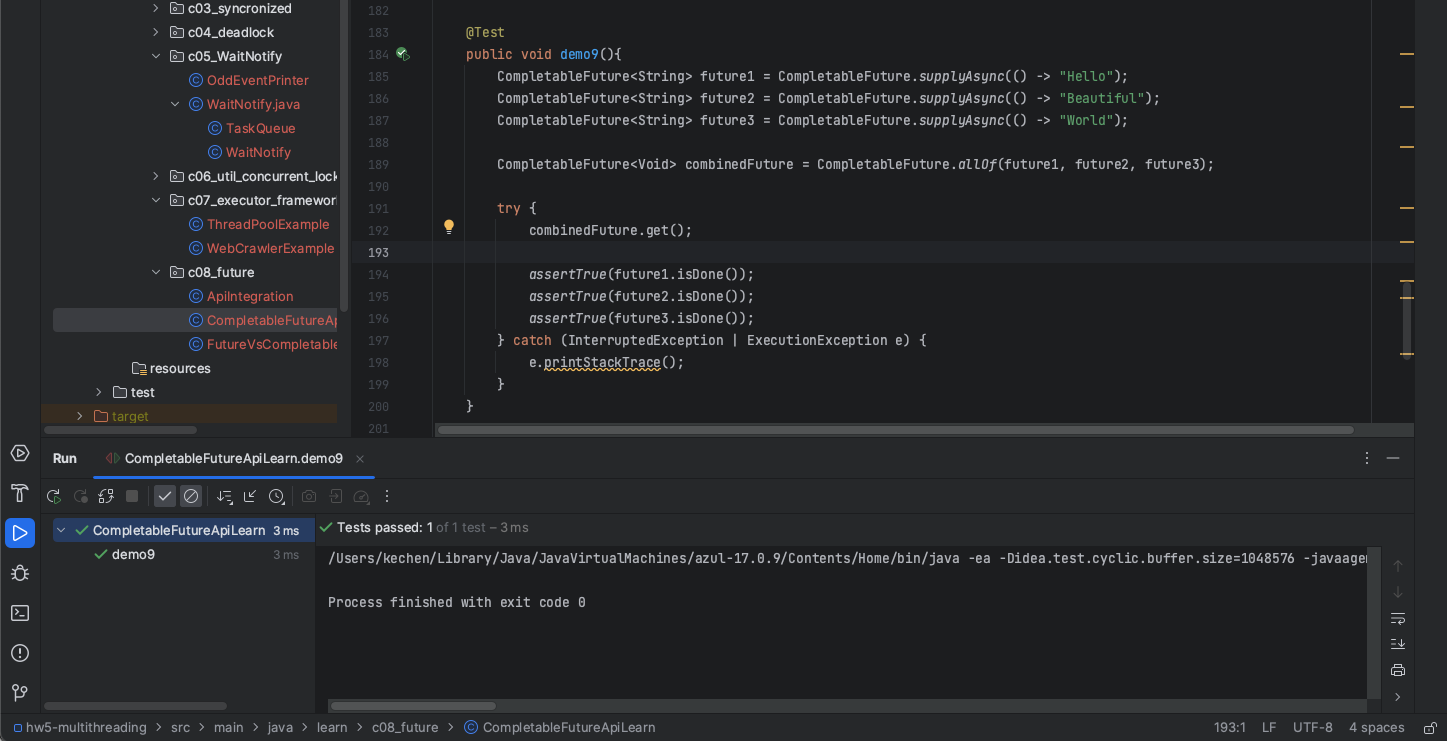 c03_syncronized
c04_deadlock
c05_WaitNotify
OddEventPrinter
WaitNotify.java
TaskQueue
WaitNotify
c06_util_concurrent_lock
c07_executor_framewor
ThreadPoolExample
WebCrawlerExample
c08_future
ApiIntegration
CompletableFutureAp
FutureVsCompletable
resources
test
target
182
183 @Test
184 public void demo9(){
185 CompletableFuture<String> future1 = CompletableFuture.supplyAsync(() -> "Hello");
186 CompletableFuture<String> future2 = CompletableFuture.supplyAsync(() -> "Beautiful");
187 CompletableFuture<String> future3 = CompletableFuture.supplyAsync(() -> "World");
188
189 CompletableFuture<Void> combinedFuture = CompletableFuture.allOf(future1, future2, future3);
190
191 try {
192 combinedFuture.get();
193
194 assertTrue(future1.isDone());
195 assertTrue(future2.isDone());
196 assertTrue(future3.isDone());
197 } catch (InterruptedException | ExecutionException e) {
198 e.printStackTrace();
199 }
200 }
201
Run CompletableFutureApiLearn.demo9
CompletableFutureApiLearn 3 ms
demo9 3 ms
Tests passed: 1 of 1 test – 3 ms
/Users/kechen/Library/Java/JavaVirtualMachines/azul-17.0.9/Contents/Home/bin/java -ea -Didea.test.cyclic.buffer.size=1048576 -javaager
Process finished with exit code 0
hw5-multithreading > src > main > java > learn > c08_future > CompletableFutureApiLearn 193:1 LF UTF-8 4 spaces